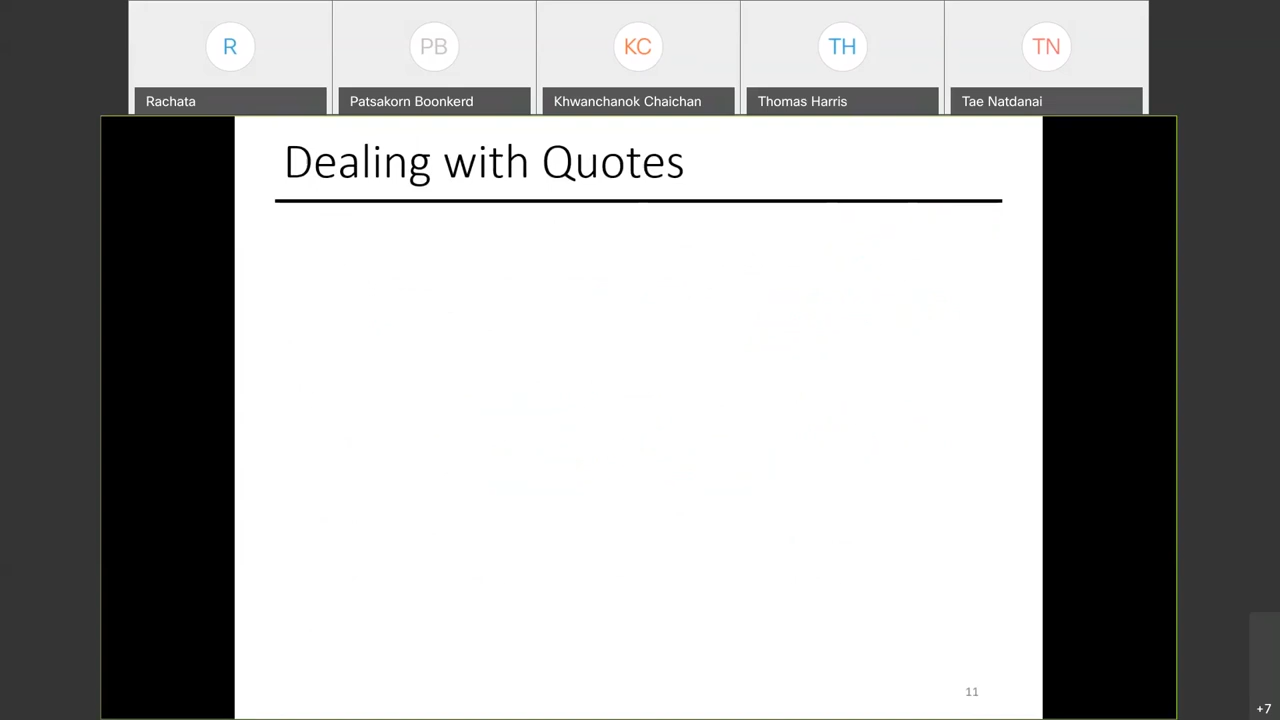 R
PB
KC
TH
TN
Rachata
Patsakorn Boonkerd
Khwanchanok Chaichan
Thomas Harris
Tae Natdanai
Dealing with Quotes
11
+7